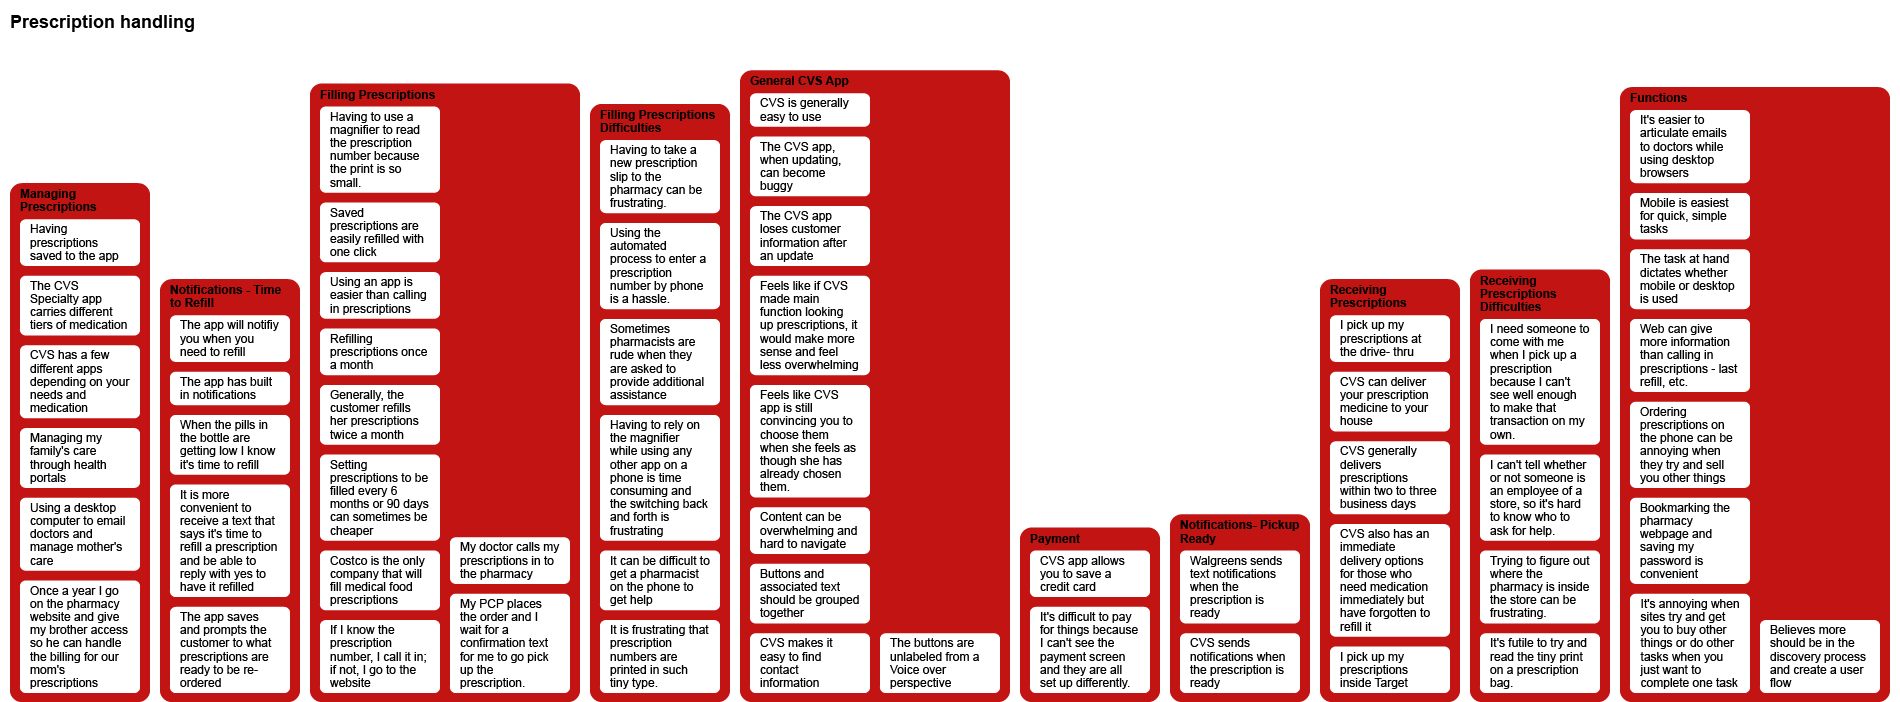 Prescription handling
Managing
Prescriptions
Having
prescriptions
saved to the app
The CVS
Specialty app
carries different
tiers of medication
CVS has a few
different apps
depending on your
needs and
medication
Managing my
family's care
through health
portals
Using a desktop
computer to email
doctors and
manage mother's
care
Once a year I go
on the pharmacy
website and give
my brother access
so he can handle
the billing for our
mom's
prescriptions
Notifications - Time
to Refill
The app will notifiy
you when you
need to refill
The app has built
in notifications
When the pills in
the bottle are
getting low I know
it's time to refill
It is more
convenient to
receive a text that
says it's time to
refill a prescription
and be able to
reply with yes to
have it refilled
The app saves
and prompts the
customer to what
prescriptions are
ready to be re-
ordered
Filling Prescriptions
Having to use a
magnifier to read
the prescription
number because
the print is so
small.
Saved
prescriptions are
easily refilled with
one click
Using an app is
easier than calling
in prescriptions
Refilling
prescriptions once
a month
Generally, the
customer refills
her prescriptions
twice a month
Setting
prescriptions to be
filled every 6
months or 90 days
can sometimes be
cheaper
Costco is the only
company that will
fill medical food
prescriptions
If I know the
prescription
number, I call it in;
if not, I go to the
website
My doctor calls my
prescriptions in to
the pharmacy
My PCP places
the order and I
wait for a
confirmation text
for me to go pick
up the
prescription.
Filling Prescriptions
Difficulties
Having to take a
new prescription
slip to the
pharmacy can be
frustrating.
Using the
automated
process to enter a
prescription
number by phone
is a hassle.
Sometimes
pharmacists are
rude when they
are asked to
provide additional
assistance
Having to rely on
the magnifier
while using any
other app on a
phone is time
consuming and
the switching back
and forth is
frustrating
It can be difficult to
get a pharmacist
on the phone to
get help
It is frustrating that
prescription
numbers are
printed in such
tiny type.
General CVS App
CVS is generally
easy to use
The CVS app,
when updating,
can become
buggy
The CVS app
loses customer
information after
an update
Feels like if CVS
made main
function looking
up prescriptions, it
would make more
sense and feel
less overwhelming
Feels like CVS
app is still
convincing you to
choose them
when she feels as
though she has
already chosen
them.
Content can be
overwhelming and
hard to navigate
Buttons and
associated text
should be grouped
together
CVS makes it
easy to find
contact
information
The buttons are
unlabeled from a
Voice over
perspective
Payment
CVS app allows
you to save a
credit card
It's difficult to pay
for things because
I can't see the
payment screen
and they are all
set up differently.
Notifications- Pickup
Ready
Walgreens sends
text notifications
when the
prescription is
ready
CVS sends
notifications when
the prescription is
ready
Receiving
Prescriptions
I pick up my
prescriptions at
the drive- thru
CVS can deliver
your prescription
medicine to your
house
CVS generally
delivers
prescriptions
within two to three
business days
CVS also has an
immediate
delivery options
for those who
need medication
immediately but
have forgotten to
refill it
I pick up my
prescriptions
inside Target
Receiving
Prescriptions
Difficulties
I need someone to
come with me
when I pick up a
prescription
because I can't
see well enough
to make that
transaction on my
own.
I can't tell whether
or not someone is
an employee of a
store, so it's hard
to know who to
ask for help.
Trying to figure out
where the
pharmacy is inside
the store can be
frustrating.
It's futile to try and
read the tiny print
on a prescription
bag.
Functions
It's easier to
articulate emails
to doctors while
using desktop
browsers
Mobile is easiest
for quick, simple
tasks
The task at hand
dictates whether
mobile or desktop
is used
Web can give
more information
than calling in
prescriptions - last
refill, etc.
Ordering
prescriptions on
the phone can be
annoying when
they try and sell
you other things
Bookmarking the
pharmacy
webpage and
saving my
password is
convenient
It's annoying when
sites try and get
you to buy other
things or do other
tasks when you
just want to
complete one task
Believes more
should be in the
discovery process
and create a user
flow